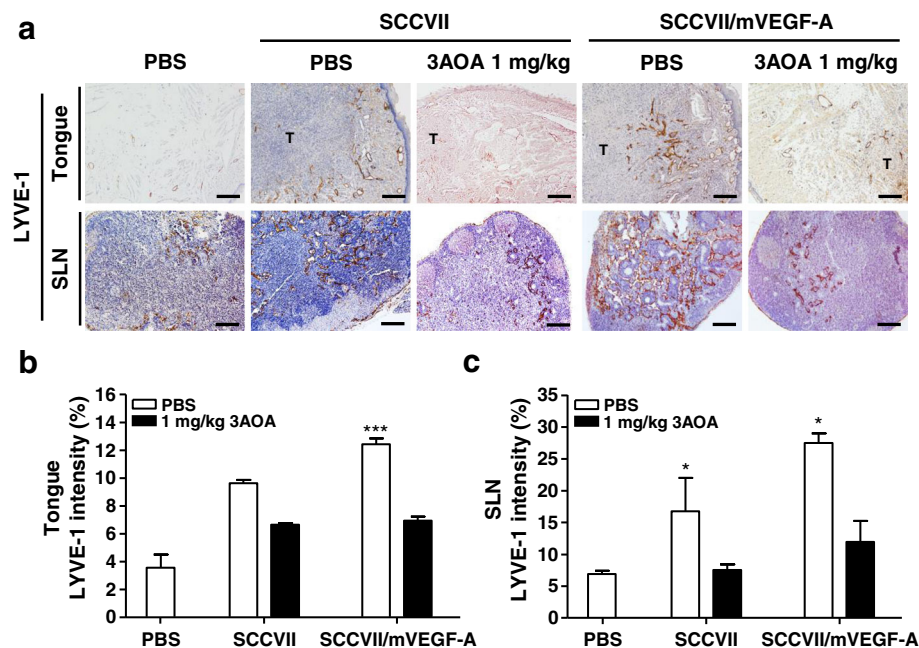 a
SCCVII
SCCVII/mVEGF-A
PBS
PBS
3AOA 1 mg/kg
PBS
3AOA 1 mg/kg
LYVE-1
Tongue
T
T
T
T
SLN
b
Tongue
LYVE-1 intensity (%)
16
14
12
10
8
6
4
2
0
PBS
1 mg/kg 3AOA
***
PBS
SCCVII
SCCVII/mVEGF-A
c
SLN
LYVE-1 intensity (%)
35
30
25
20
15
10
5
0
PBS
1 mg/kg 3AOA
*
*
PBS
SCCVII
SCCVII/mVEGF-A